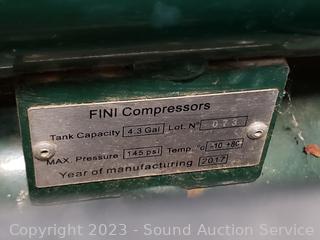 FINI Compressors
Tank Capacity 4.3 Gal Lot. N° 073
MAX. Pressure 145 psi Temp. °c -10 +80
Year of manufacturing 2017
Copyright 2023 - Sound Auction Service